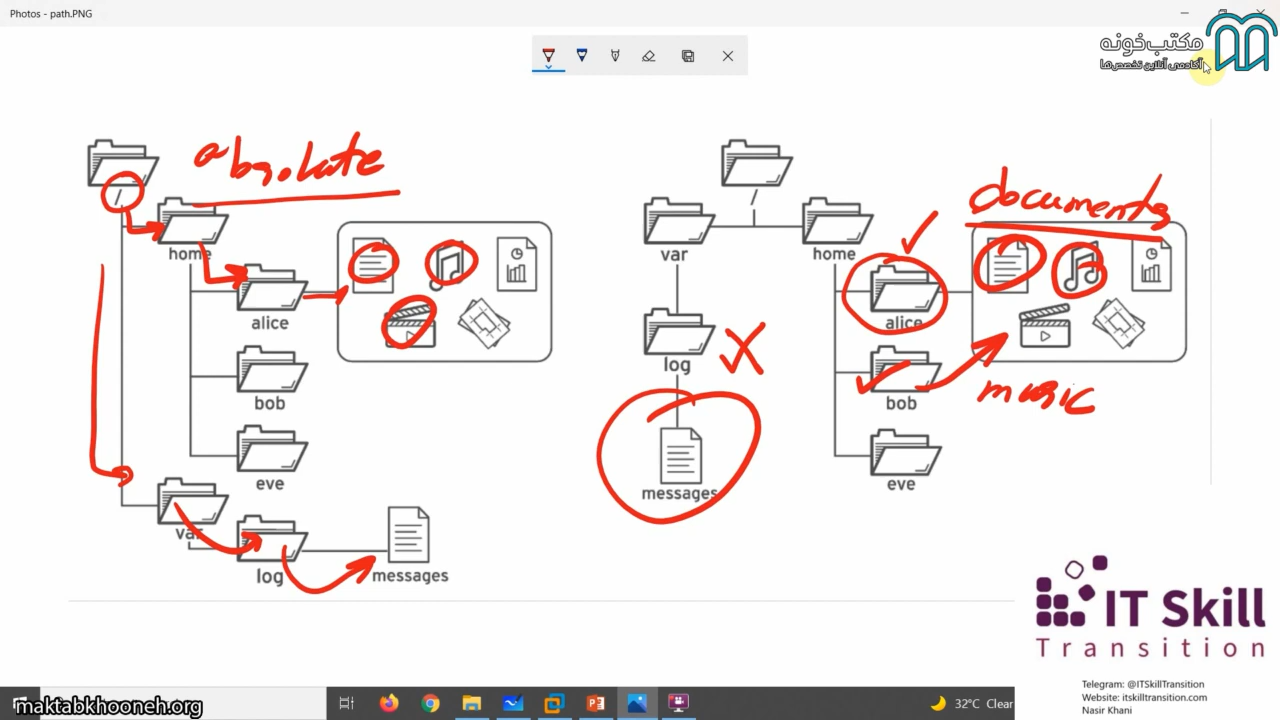 Photos - path.PNG
مکتب‌خونه
آکادمی آنلاین تخصص‌ها
absolute
/
home
alice
bob
eve
var
log
messages
/
var
home
documents
alice
log
bob
music
eve
messages
IT Skill
Transition
Telegram: @ITSkillTransition
Website: itskilltransition.com
Nasir Khani
maktabkhooneh.org
32°C Clear